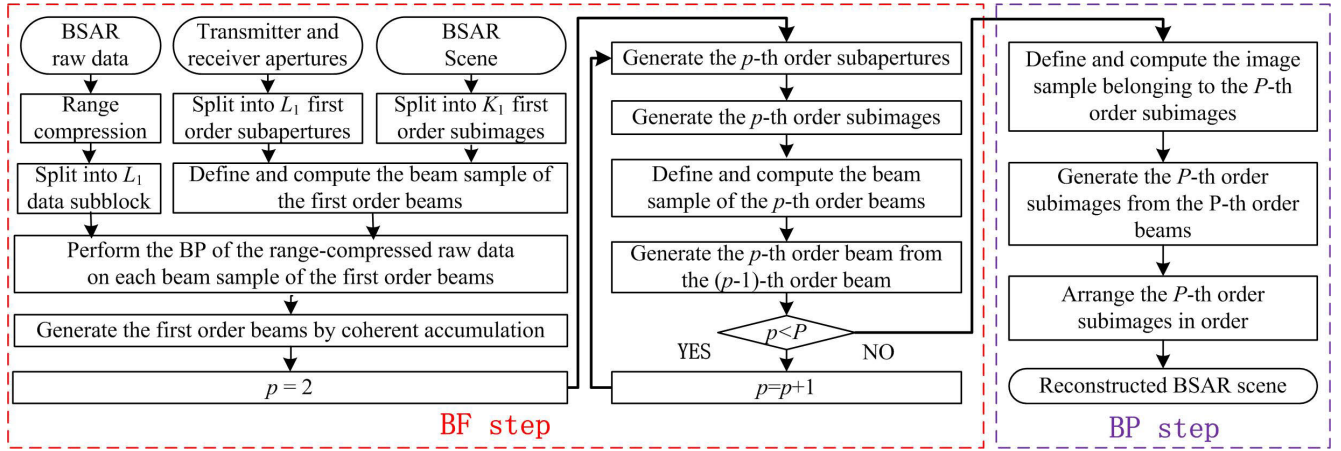 BSAR
raw data
Transmitter and
receiver apertures
BSAR
Scene
Range
compression
Split into L₁ first
order subapertures
Split into K₁ first
order subimages
Split into L₁
data subblock
Define and compute the beam sample of
the first order beams
Perform the BP of the range-compressed raw data
on each beam sample of the first order beams
Generate the first order beams by coherent accumulation
p = 2
Generate the p-th order subapertures
Generate the p-th order subimages
Define and compute the beam
sample of the p-th order beams
Generate the p-th order beam from
the (p-1)-th order beam
p<P
YES
NO
p=p+1
BF step
Define and compute the image
sample belonging to the P-th
order subimages
Generate the P-th order
subimages from the P-th order
beams
Arrange the P-th order
subimages in order
Reconstructed BSAR scene
BP step